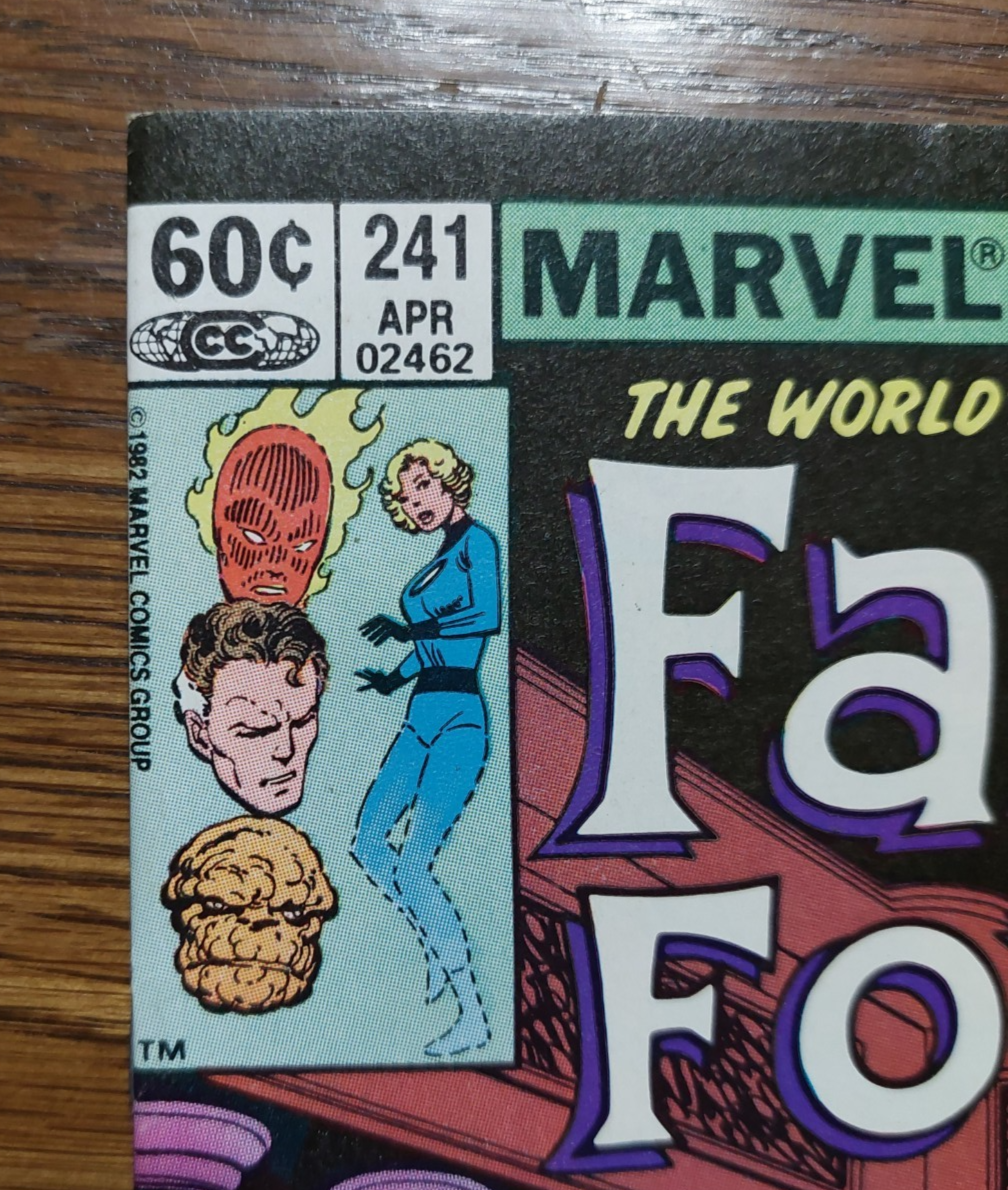 60¢
CC
241
APR
02462
MARVEL®
THE WORLD
Fa
Fo
© 1982 MARVEL COMICS GROUP
TM